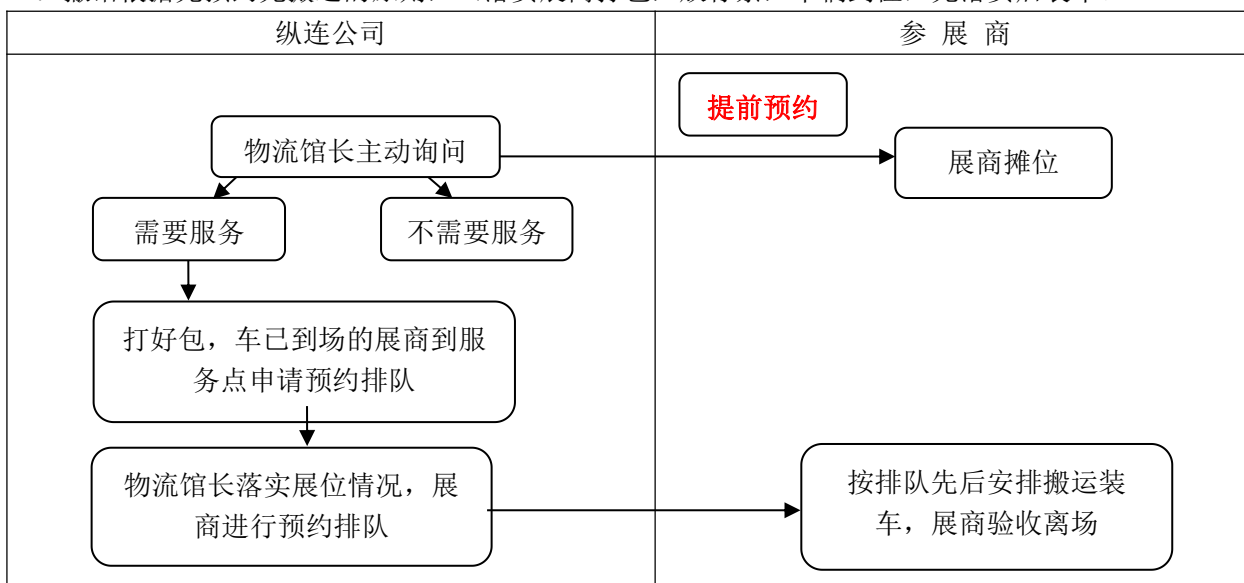 纵连公司
参 展 商
提前预约
物流馆长主动询问
展商摊位
需要服务
不需要服务
打好包，车已到场的展商到服
务点申请预约排队
物流馆长落实展位情况，展
商进行预约排队
按排队先后安排搬运装
车，展商验收离场